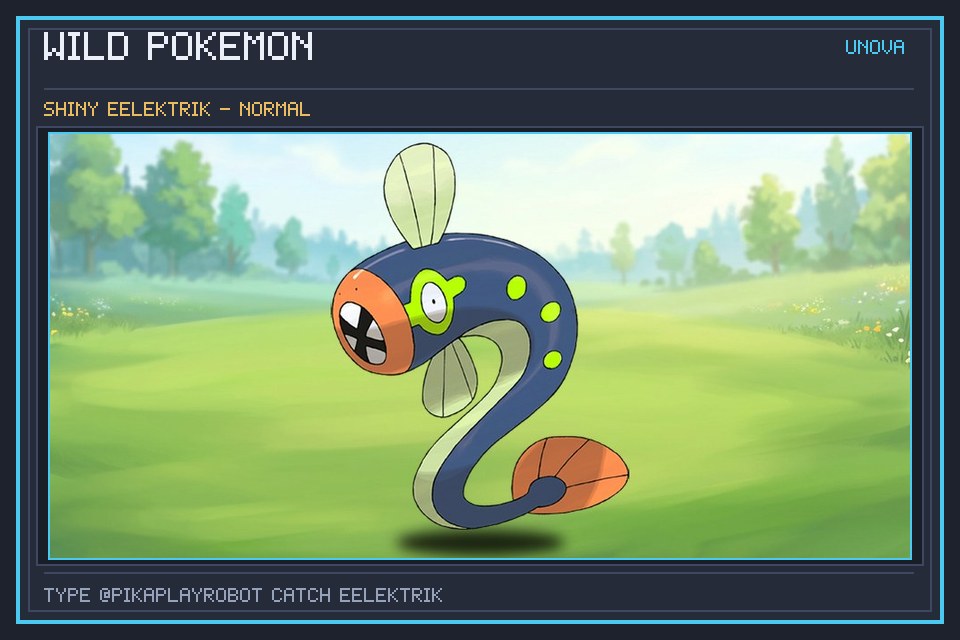 WILD POKEMON
UNOVA
SHINY EELEKTRIK - NORMAL
TYPE @PIKAPLAYROBOT CATCH EELEKTRIK